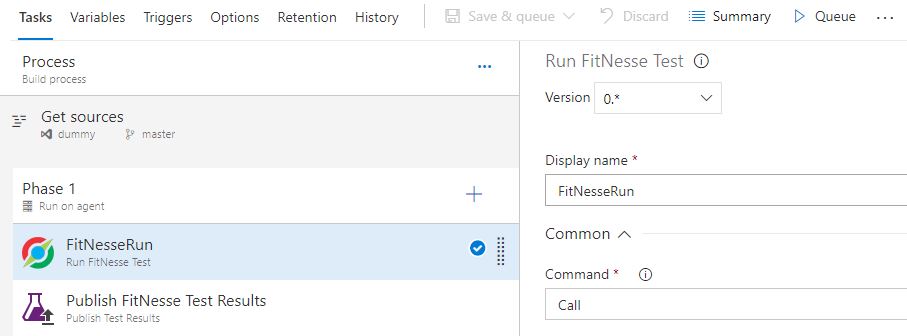 Tasks Variables Triggers Options Retention History Save & queue Discard Summary Queue ...
Process
Build process
Get sources
dummy master
Phase 1
Run on agent
FitNesseRun
Run FitNesse Test
Publish FitNesse Test Results
Publish Test Results
Run FitNesse Test
Version 0.*
Display name *
FitNesseRun
Common
Command *
Call